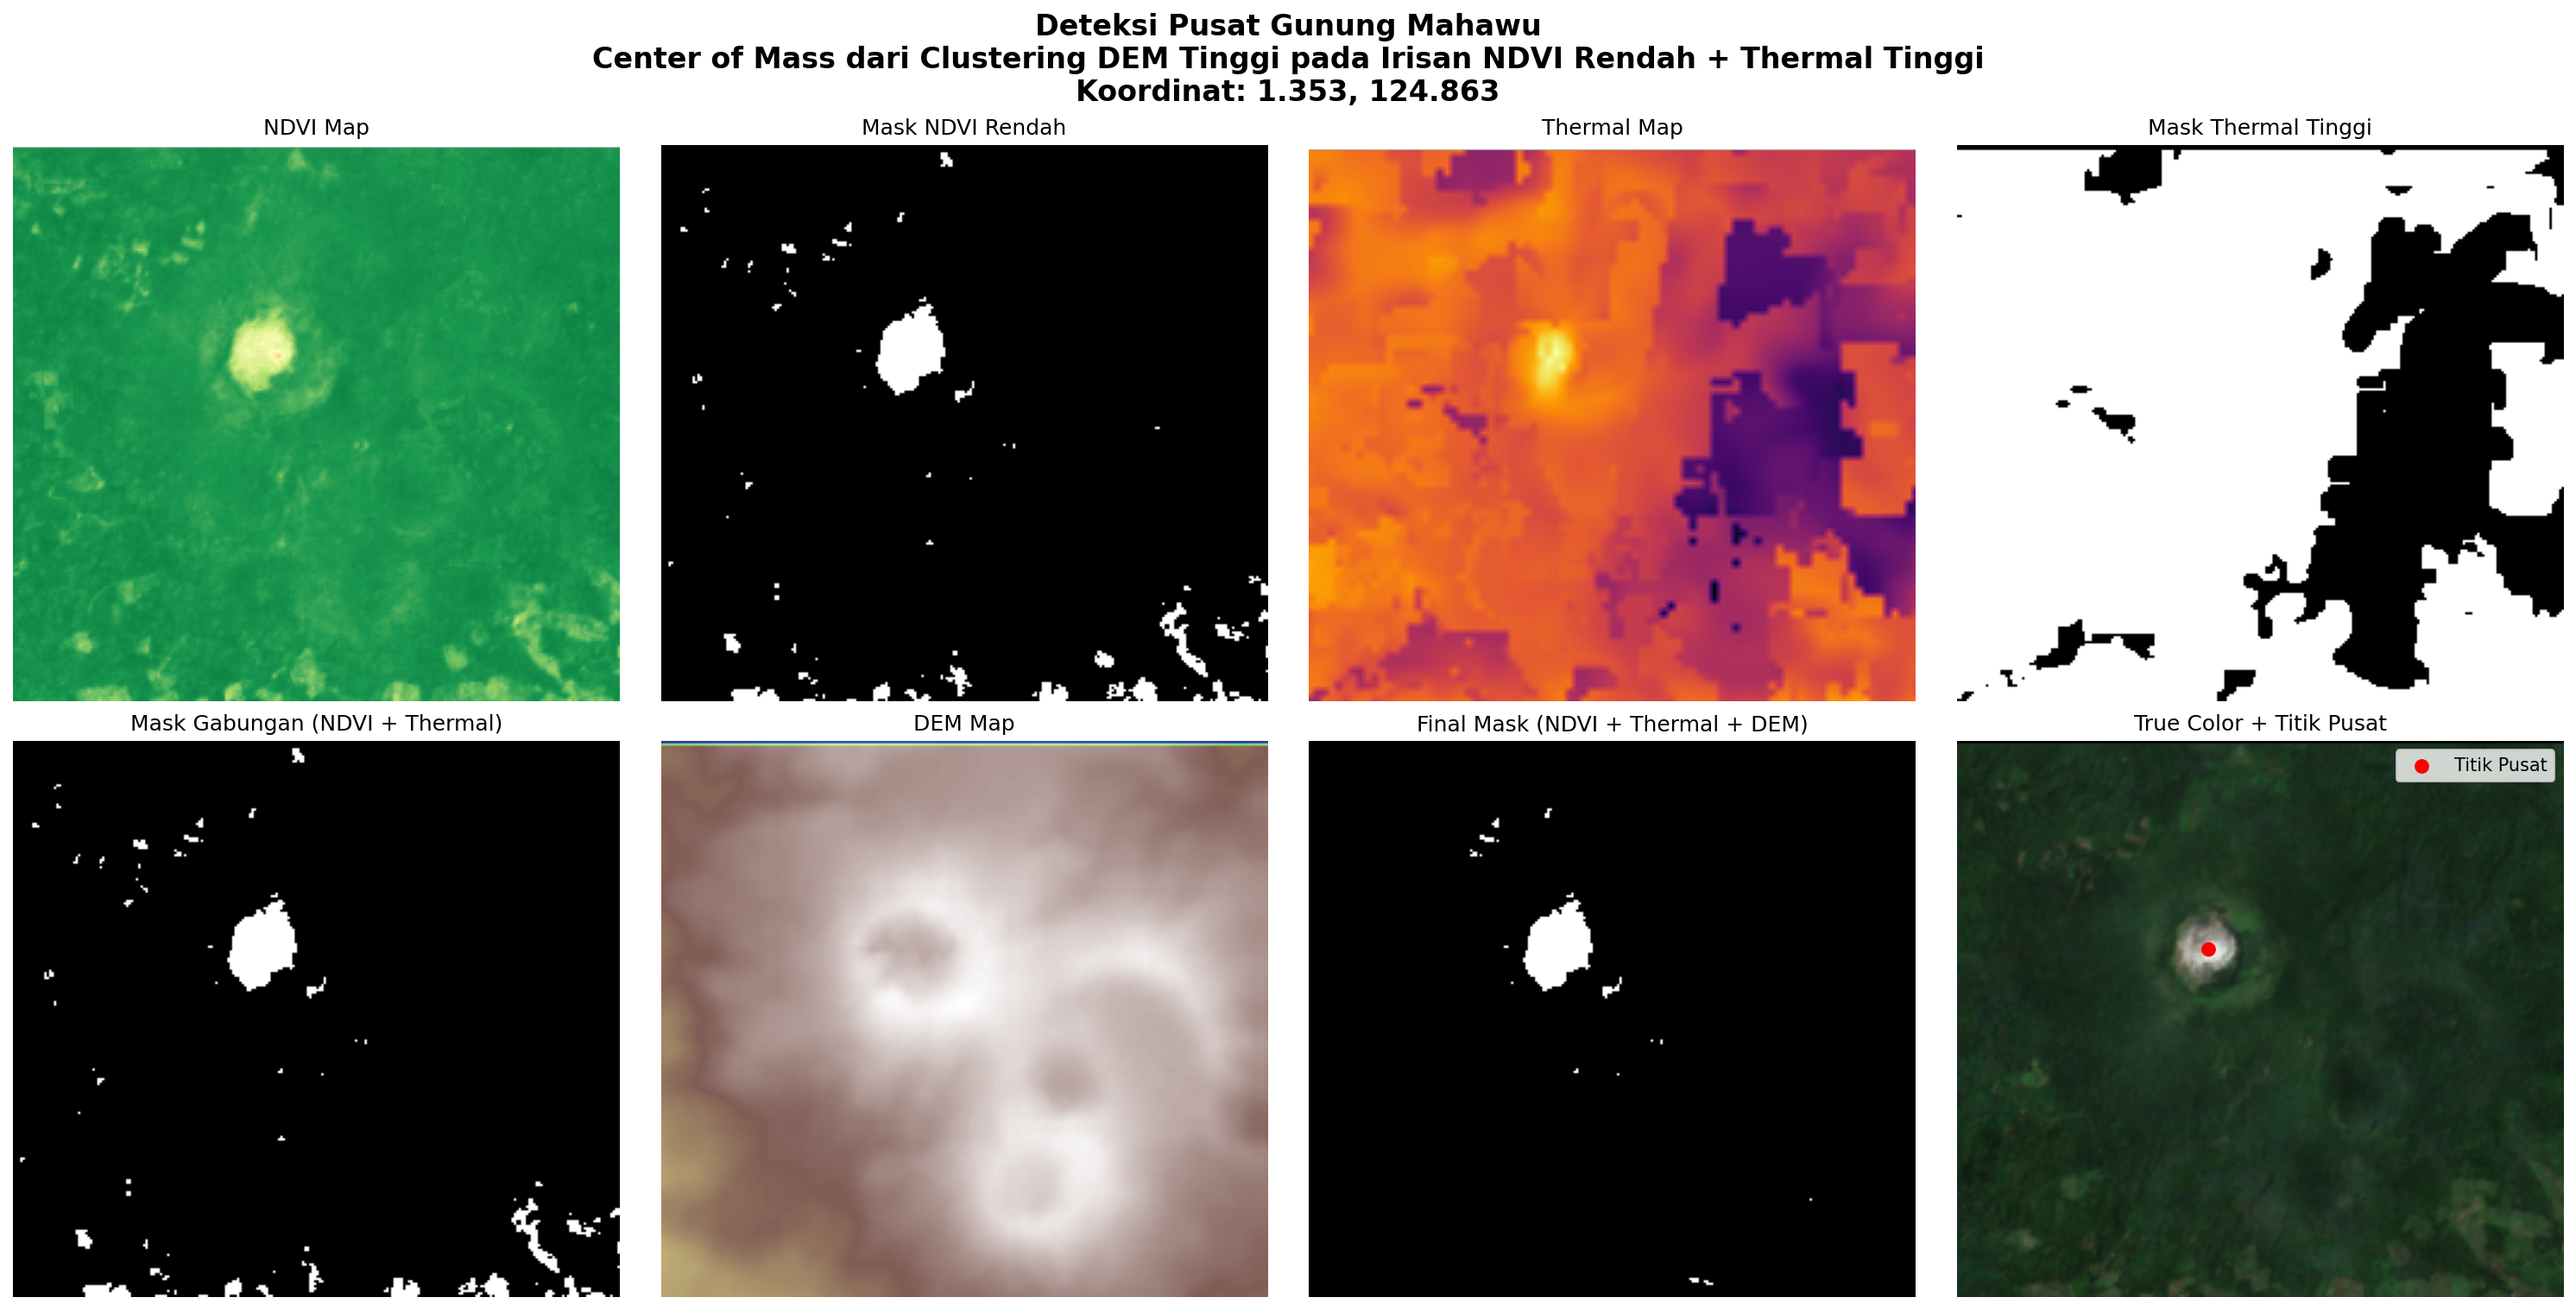 Deteksi Pusat Gunung Mahawu
Center of Mass dari Clustering DEM Tinggi pada Irisan NDVI Rendah + Thermal Tinggi
Koordinat: 1.353, 124.863
NDVI Map
Mask NDVI Rendah
Thermal Map
Mask Thermal Tinggi
Mask Gabungan (NDVI + Thermal)
DEM Map
Final Mask (NDVI + Thermal + DEM)
True Color + Titik Pusat
Titik Pusat